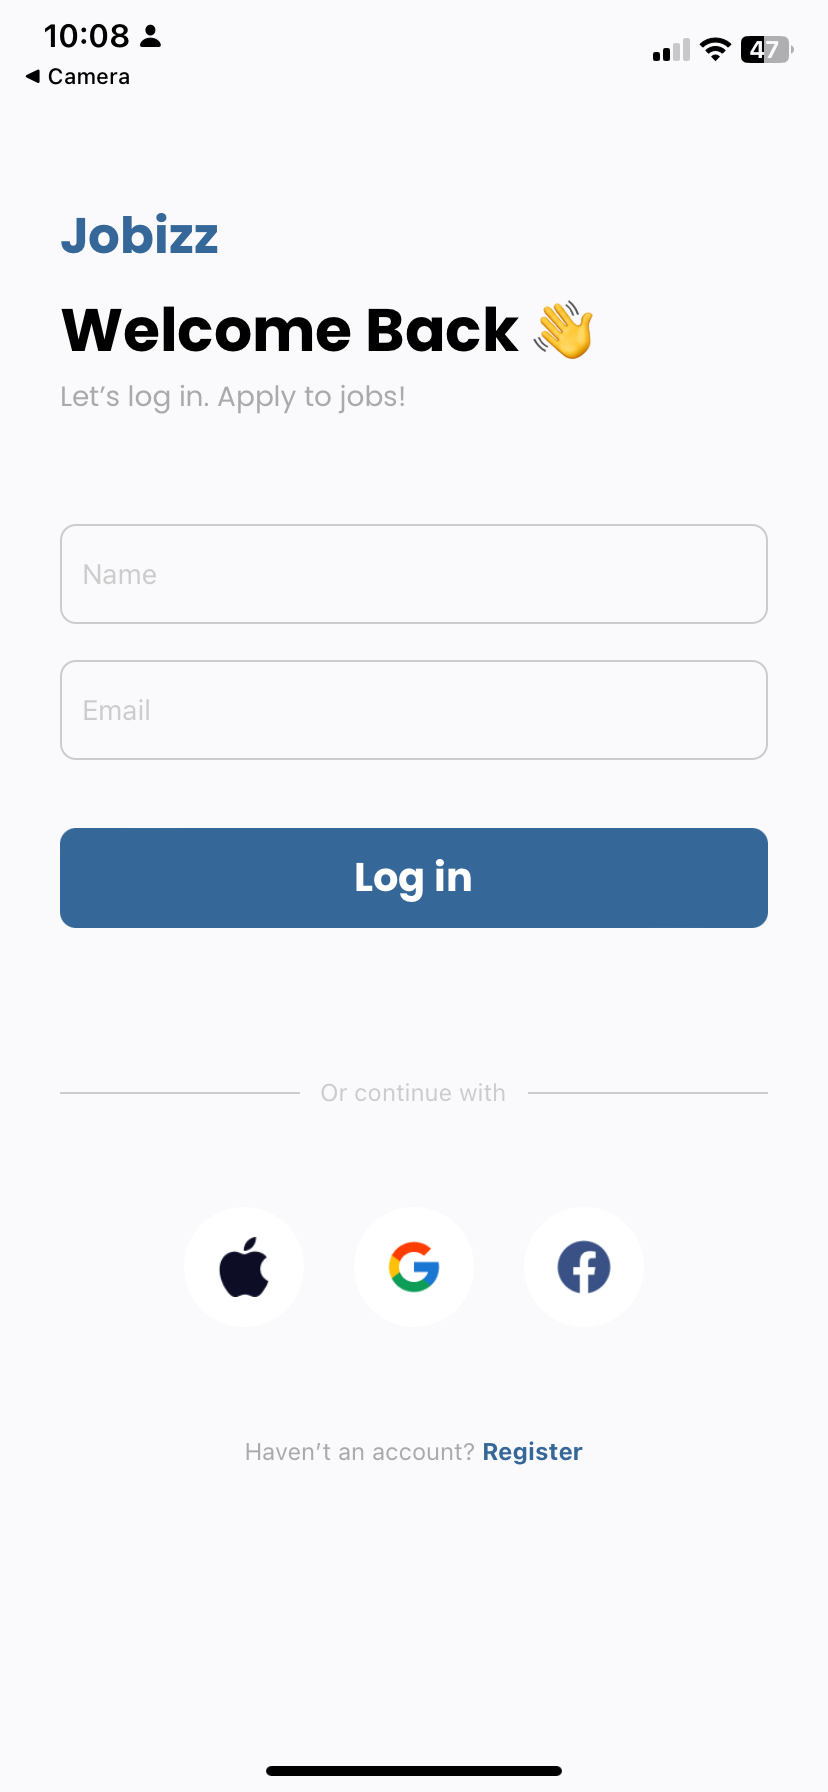 10:08
47
◀ Camera
Jobizz
Welcome Back 👋
Let’s log in. Apply to jobs!
Name
Email
Log in
Or continue with
Haven’t an account? Register